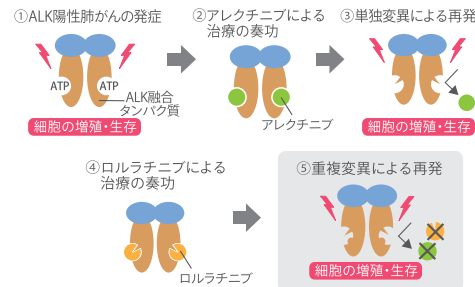 ①ALK陽性肺がんの発症
②アレクチニブによる
治療の奏功
③単独変異による再発
ATP
ATP
ALK融合
タンパク質
アレクチニブ
細胞の増殖・生存
細胞の増殖・生存
④ロルラチニブによる
治療の奏功
⑤重複変異による再発
ロルラチニブ
細胞の増殖・生存